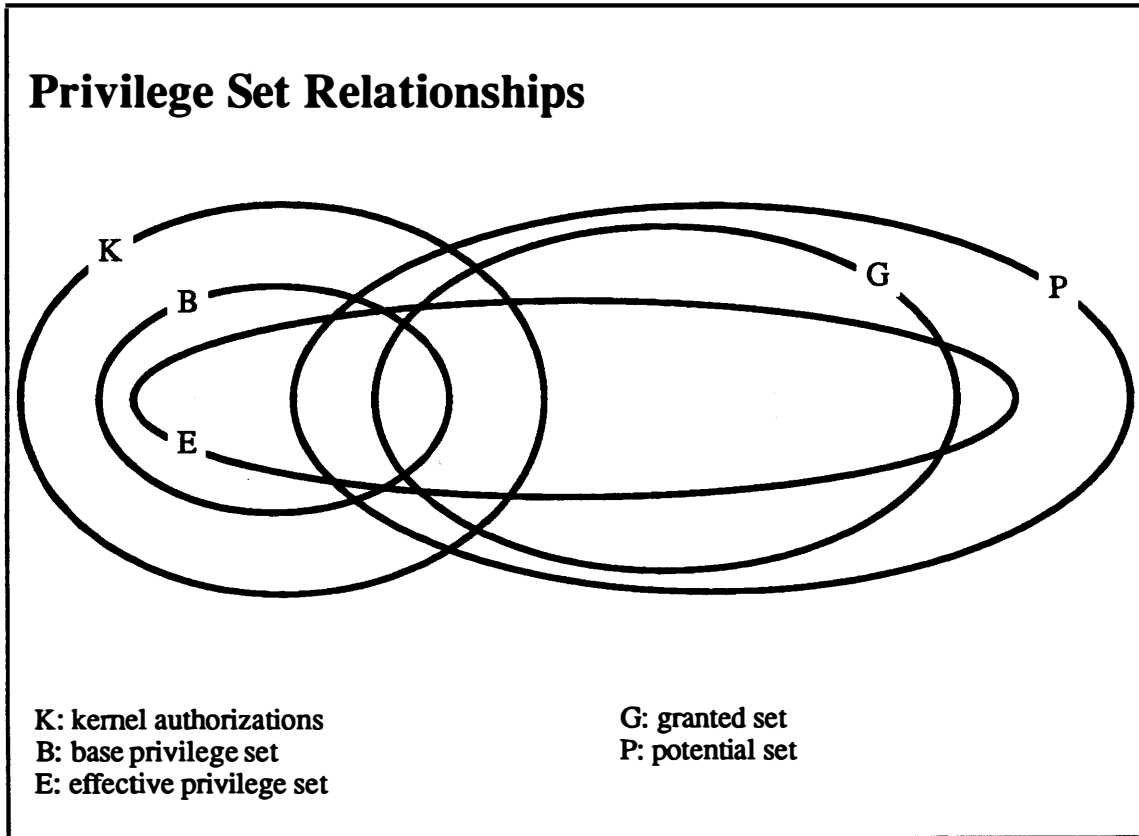 Privilege Set Relationships
K
B
G
P
E
K: kernel authorizations
B: base privilege set
E: effective privilege set
G: granted set
P: potential set